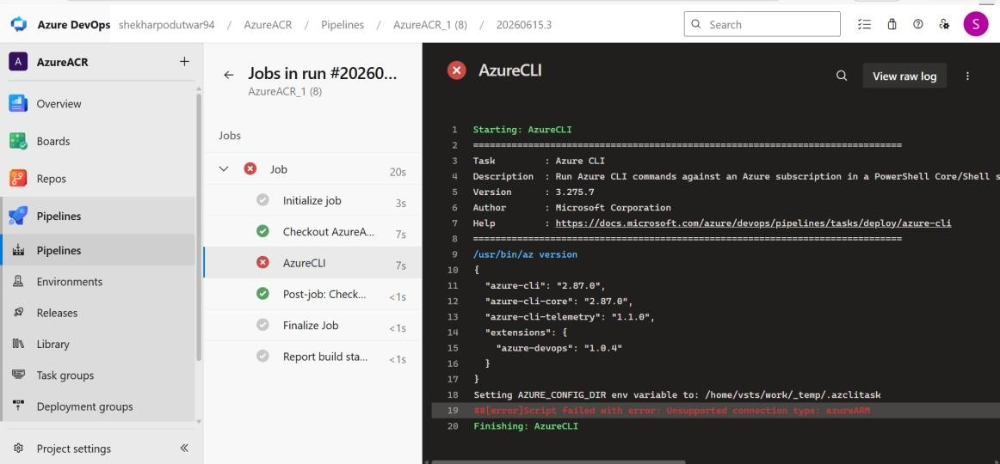 Azure DevOps shekharpodutwar94 / AzureACR / Pipelines / AzureACR_1 (8) / 20260615.3 Search S
A AzureACR +
Overview
Boards
Repos
Pipelines
Pipelines
Environments
Releases
Library
Task groups
Deployment groups
Project settings
Jobs in run #20260...
AzureACR_1 (8)
Jobs
Job 20s
Initialize job 3s
Checkout AzureA... 7s
AzureCLI 7s
Post-job: Check... <1s
Finalize Job <1s
Report build sta... <1s
AzureCLI View raw log
1 Starting: AzureCLI
2 ==============================================================================
3 Task : Azure CLI
4 Description : Run Azure CLI commands against an Azure subscription in a PowerShell Core/Shell s
5 Version : 3.275.7
6 Author : Microsoft Corporation
7 Help : https://docs.microsoft.com/azure/devops/pipelines/tasks/deploy/azure-cli
8 ==============================================================================
9 /usr/bin/az version
10 {
11 "azure-cli": "2.87.0",
12 "azure-cli-core": "2.87.0",
13 "azure-cli-telemetry": "1.1.0",
14 "extensions": {
15 "azure-devops": "1.0.4"
16 }
17 }
18 Setting AZURE_CONFIG_DIR env variable to: /home/vsts/work/_temp/.azclitask
19 ##[error]Script failed with error: Unsupported connection type: azureARM
20 Finishing: AzureCLI